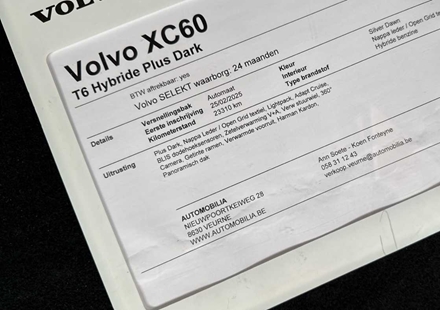 VOLVO
Volvo XC60
T6 Hybride Plus Dark
BTW aftrekbaar: yes
Volvo SELEKT waarborg: 24 maanden
Details
Versnellingsbak Automaat
Eerste inschrijving 25/02/2025
Kilometerstand 23310 km
Kleur Silver Dawn
Interieur Nappa leder / Open Grid te
Type brandstof Hybride benzine
Uitrusting
Plus Dark, Nappa Leder / Open Grid textiel, Lightpack, Adapt.Cruise,
BLIS dodehoeksensoren, Zetelverwarming V+A, Verw stuurwiel, 360°
Camera, Getinte ramen, Verwarmde voorruit, Harman Kardon,
Panoramisch dak
AUTOMOBILIA
NIEUWPOORTKEIWEG 28
8630 VEURNE
WWW.AUTOMOBILIA.BE
Ann Soete - Koen Fonteyne
058 31 12 43
verkoop.veurne@automobilia.be